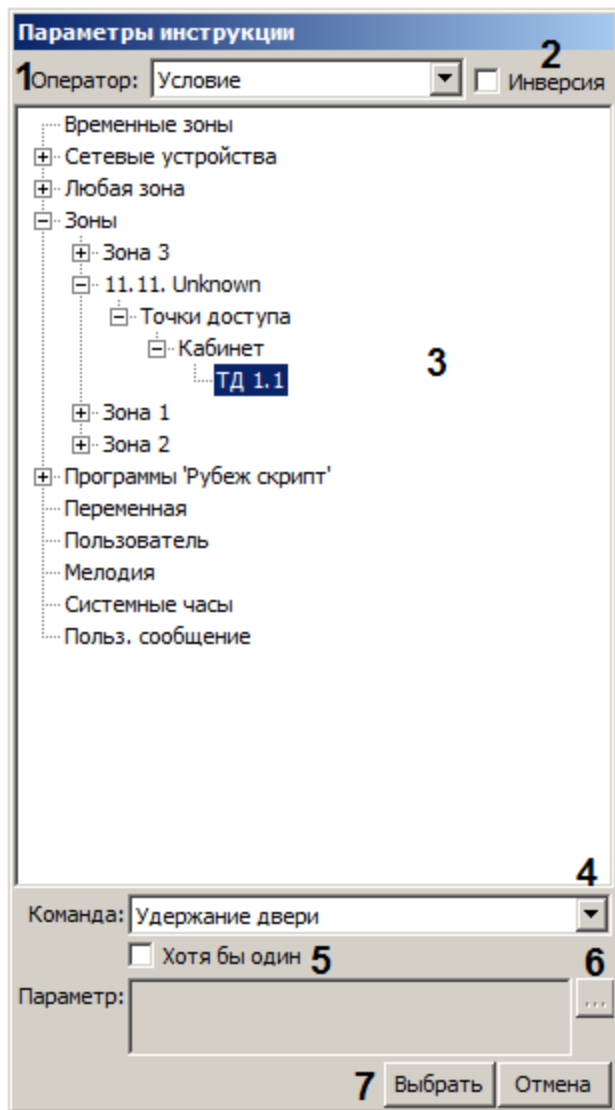 Параметры инструкции
2
1 Оператор: Условие Инверсия
Временные зоны
Сетевые устройства
Любая зона
Зоны
Зона 3
11.11. Unknown
Точки доступа
Кабинет
3
ТД 1.1
Зона 1
Зона 2
Программы 'Рубеж скрипт'
Переменная
Пользователь
Мелодия
Системные часы
Польз. сообщение
4
Команда: Удержание двери
Хотя бы один 5 6
Параметр: ...
7 Выбрать Отмена